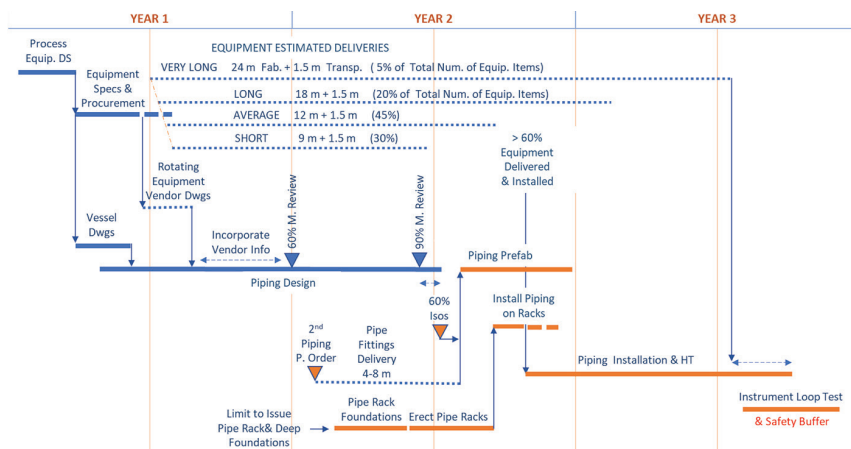 YEAR 1
YEAR 2
YEAR 3
Process
Equip. DS
EQUIPMENT ESTIMATED DELIVERIES
VERY LONG 24 m Fab. + 1.5 m Transp. ( 5% of Total Num. of Equip. Items)
Equipment
Specs &
Procurement
LONG 18 m + 1.5 m (20% of Total Num. of Equip. Items)
AVERAGE 12 m + 1.5 m (45%)
SHORT 9 m + 1.5 m (30%)
> 60%
Equipment
Delivered
& Installed
Rotating
Equipment
Vendor Dwgs
60% M. Review
90% M. Review
Vessel
Dwgs
Incorporate
Vendor Info
Piping Design
Piping Prefab
60%
Isos
Install Piping
on Racks
2nd
Piping
P. Order
Pipe
Fittings
Delivery
4-8 m
Piping Installation & HT
Pipe Rack
Foundations
Erect Pipe Racks
Limit to Issue
Pipe Rack& Deep
Foundations
Instrument Loop Test
& Safety Buffer